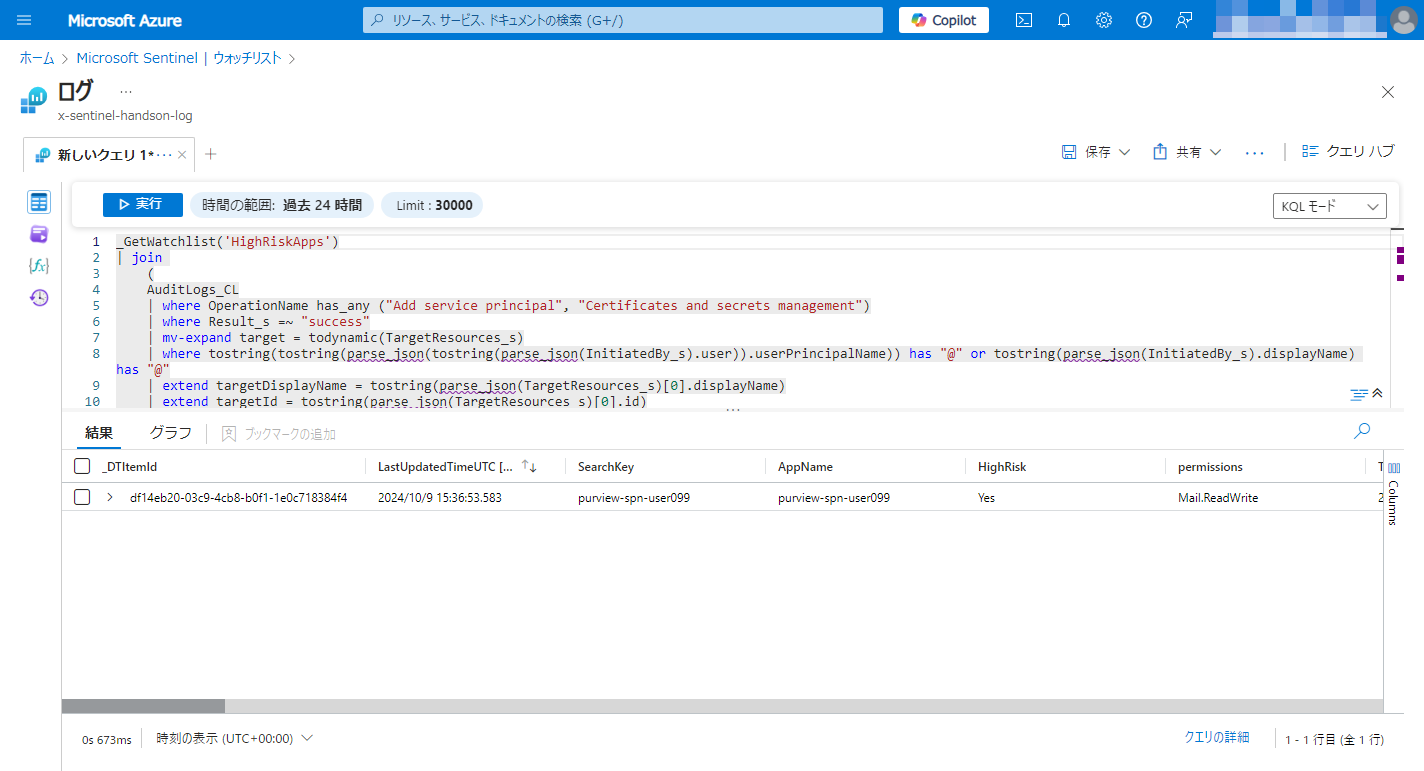 Microsoft Azure
リソース、サービス、ドキュメントの検索 (G+/)
Copilot
ホーム > Microsoft Sentinel | ウォッチリスト >
ログ ...
x-sentinel-handson-log
新しいクエリ 1*...
保存
共有
...
クエリ ハブ
実行
時間の範囲: 過去 24 時間
Limit : 30000
KQL モード
1 _GetWatchlist('HighRiskApps')
2 | join
3 (
4 AuditLogs_CL
5 | where OperationName has_any ("Add service principal", "Certificates and secrets management")
6 | where Result_s =~ "success"
7 | mv-expand target = todynamic(TargetResources_s)
8 | where tostring(tostring(parse_json(tostring(parse_json(InitiatedBy_s).user)).userPrincipalName)) has "@" or tostring(parse_json(InitiatedBy_s).displayName)
has "@"
9 | extend targetDisplayName = tostring(parse_json(TargetResources_s)[0].displayName)
10 | extend targetId = tostring(parse_json(TargetResources_s)[0].id)
結果
グラフ
ブックマークの追加
_DTItemId LastUpdatedTimeUTC [... SearchKey AppName HighRisk permissions T
df14eb20-03c9-4cb8-b0f1-1e0c718384f4 2024/10/9 15:36:53.583 purview-spn-user099 purview-spn-user099 Yes Mail.ReadWrite 2
Columns
0s 673ms
時刻の表示 (UTC+00:00)
クエリの詳細
1 - 1 行目 (全 1 行)